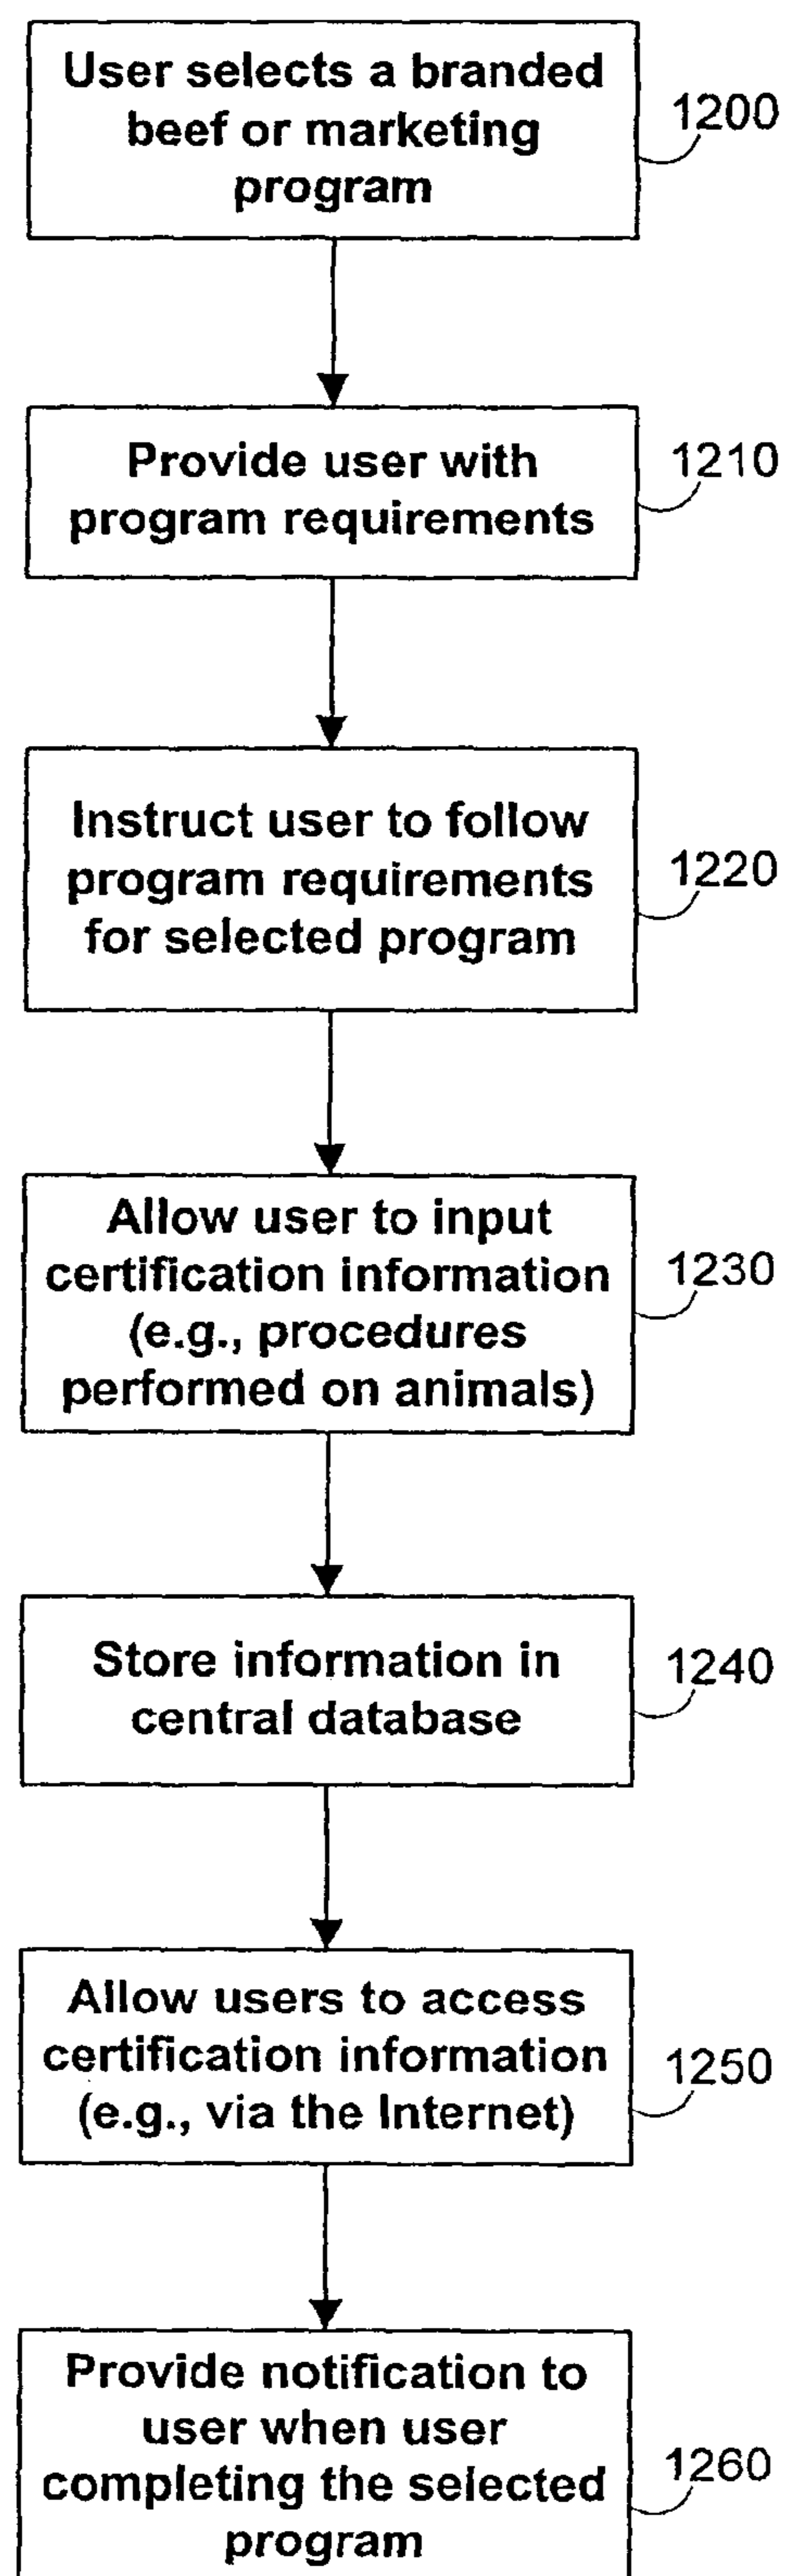 User selects a branded
beef or marketing
program
1200
Provide user with
program requirements
1210
Instruct user to follow
program requirements
for selected program
1220
Allow user to input
certification information
(e.g., procedures
performed on animals)
1230
Store information in
central database
1240
Allow users to access
certification information
(e.g., via the Internet)
1250
Provide notification to
user when user
completing the selected
program
1260